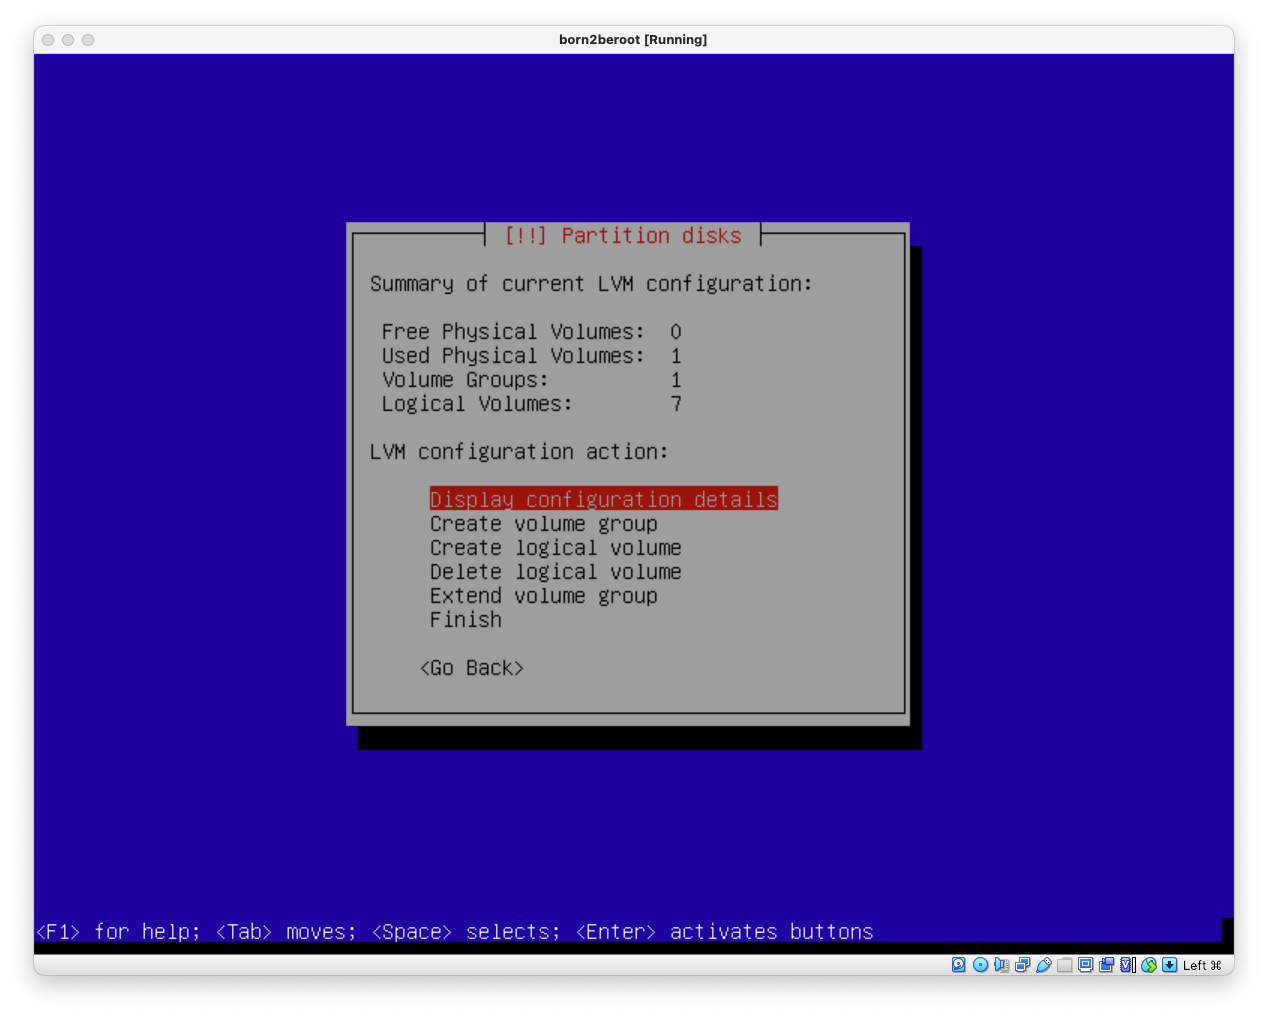 born2beroot [Running]
[!!] Partition disks
Summary of current LVM configuration:
Free Physical Volumes: 0
Used Physical Volumes: 1
Volume Groups: 1
Logical Volumes: 7
LVM configuration action:
Display configuration details
Create volume group
Create logical volume
Delete logical volume
Extend volume group
Finish
<Go Back>
<F1> for help; <Tab> moves; <Space> selects; <Enter> activates buttons
Left ⌘